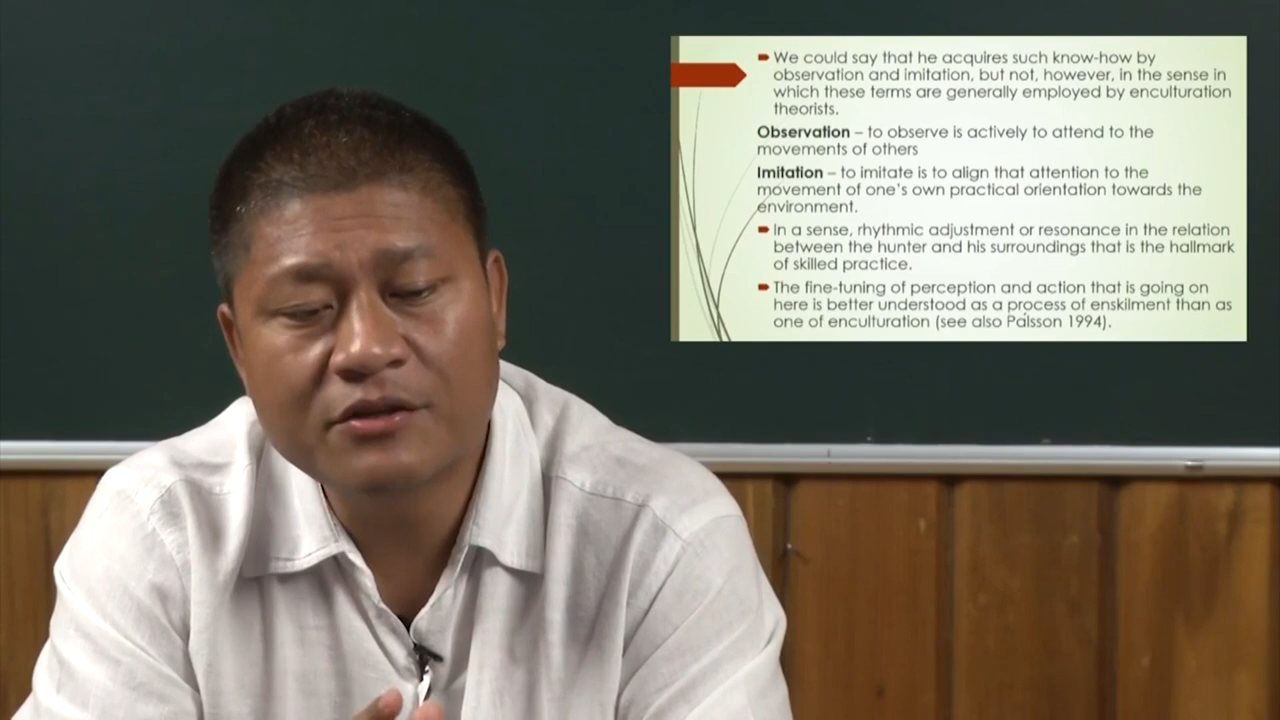 We could say that he acquires such know-how by
observation and imitation, but not, however, in the sense in
which these terms are generally employed by enculturation
theorists.
Observation – to observe is actively to attend to the
movements of others
Imitation – to imitate is to align that attention to the
movement of one's own practical orientation towards the
environment.
In a sense, rhythmic adjustment or resonance in the relation
between the hunter and his surroundings that is the hallmark
of skilled practice.
The fine-tuning of perception and action that is going on
here is better understood as a process of enskilment than as
one of enculturation (see also Pálsson 1994).